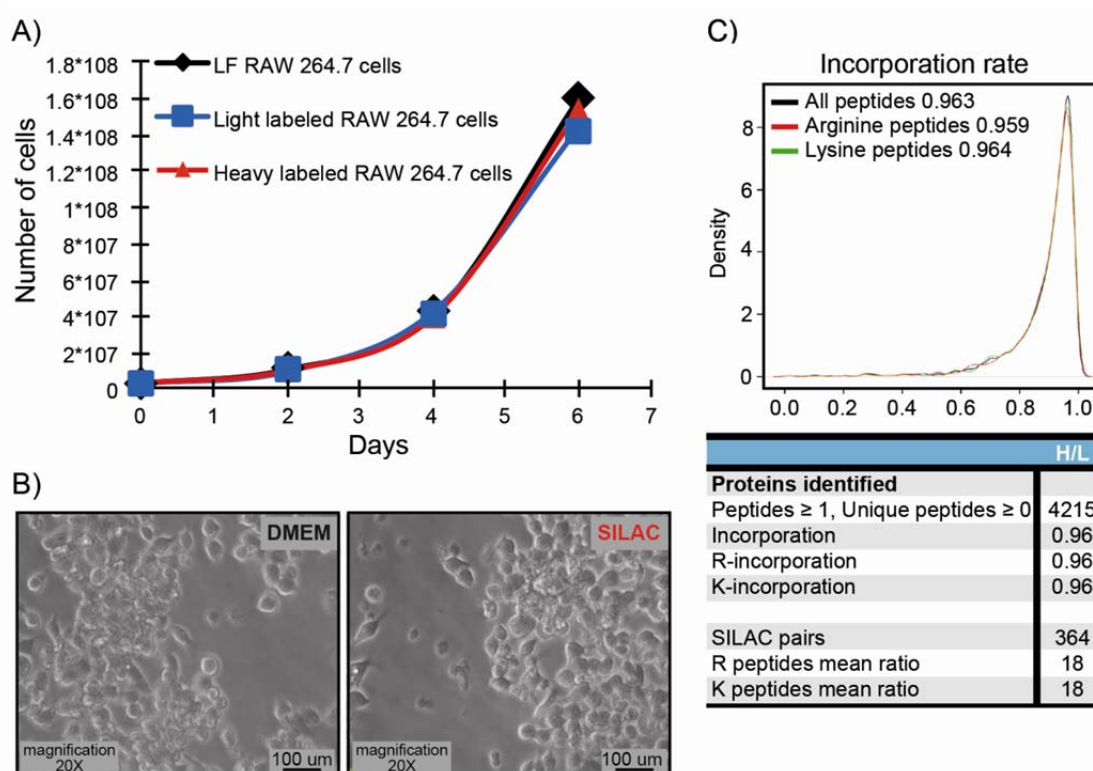 A)
1.8*108
1.6*108
1.4*108
1.2*108
1*108
8*107
6*107
4*107
2*107
0
Number of cells
LF RAW 264.7 cells
Light labeled RAW 264.7 cells
Heavy labeled RAW 264.7 cells
0 1 2 3 4 5 6 7
Days
B)
DMEM
magnification
20X
100 um
SILAC
magnification
20X
100 um
C)
Incorporation rate
All peptides 0.963
Arginine peptides 0.959
Lysine peptides 0.964
8
6
4
2
0
Density
0.0 0.2 0.4 0.6 0.8 1.0
H/L
Proteins identified
Peptides ≥ 1, Unique peptides ≥ 0 4215
Incorporation 0.96
R-incorporation 0.96
K-incorporation 0.96
SILAC pairs 364
R peptides mean ratio 18
K peptides mean ratio 18